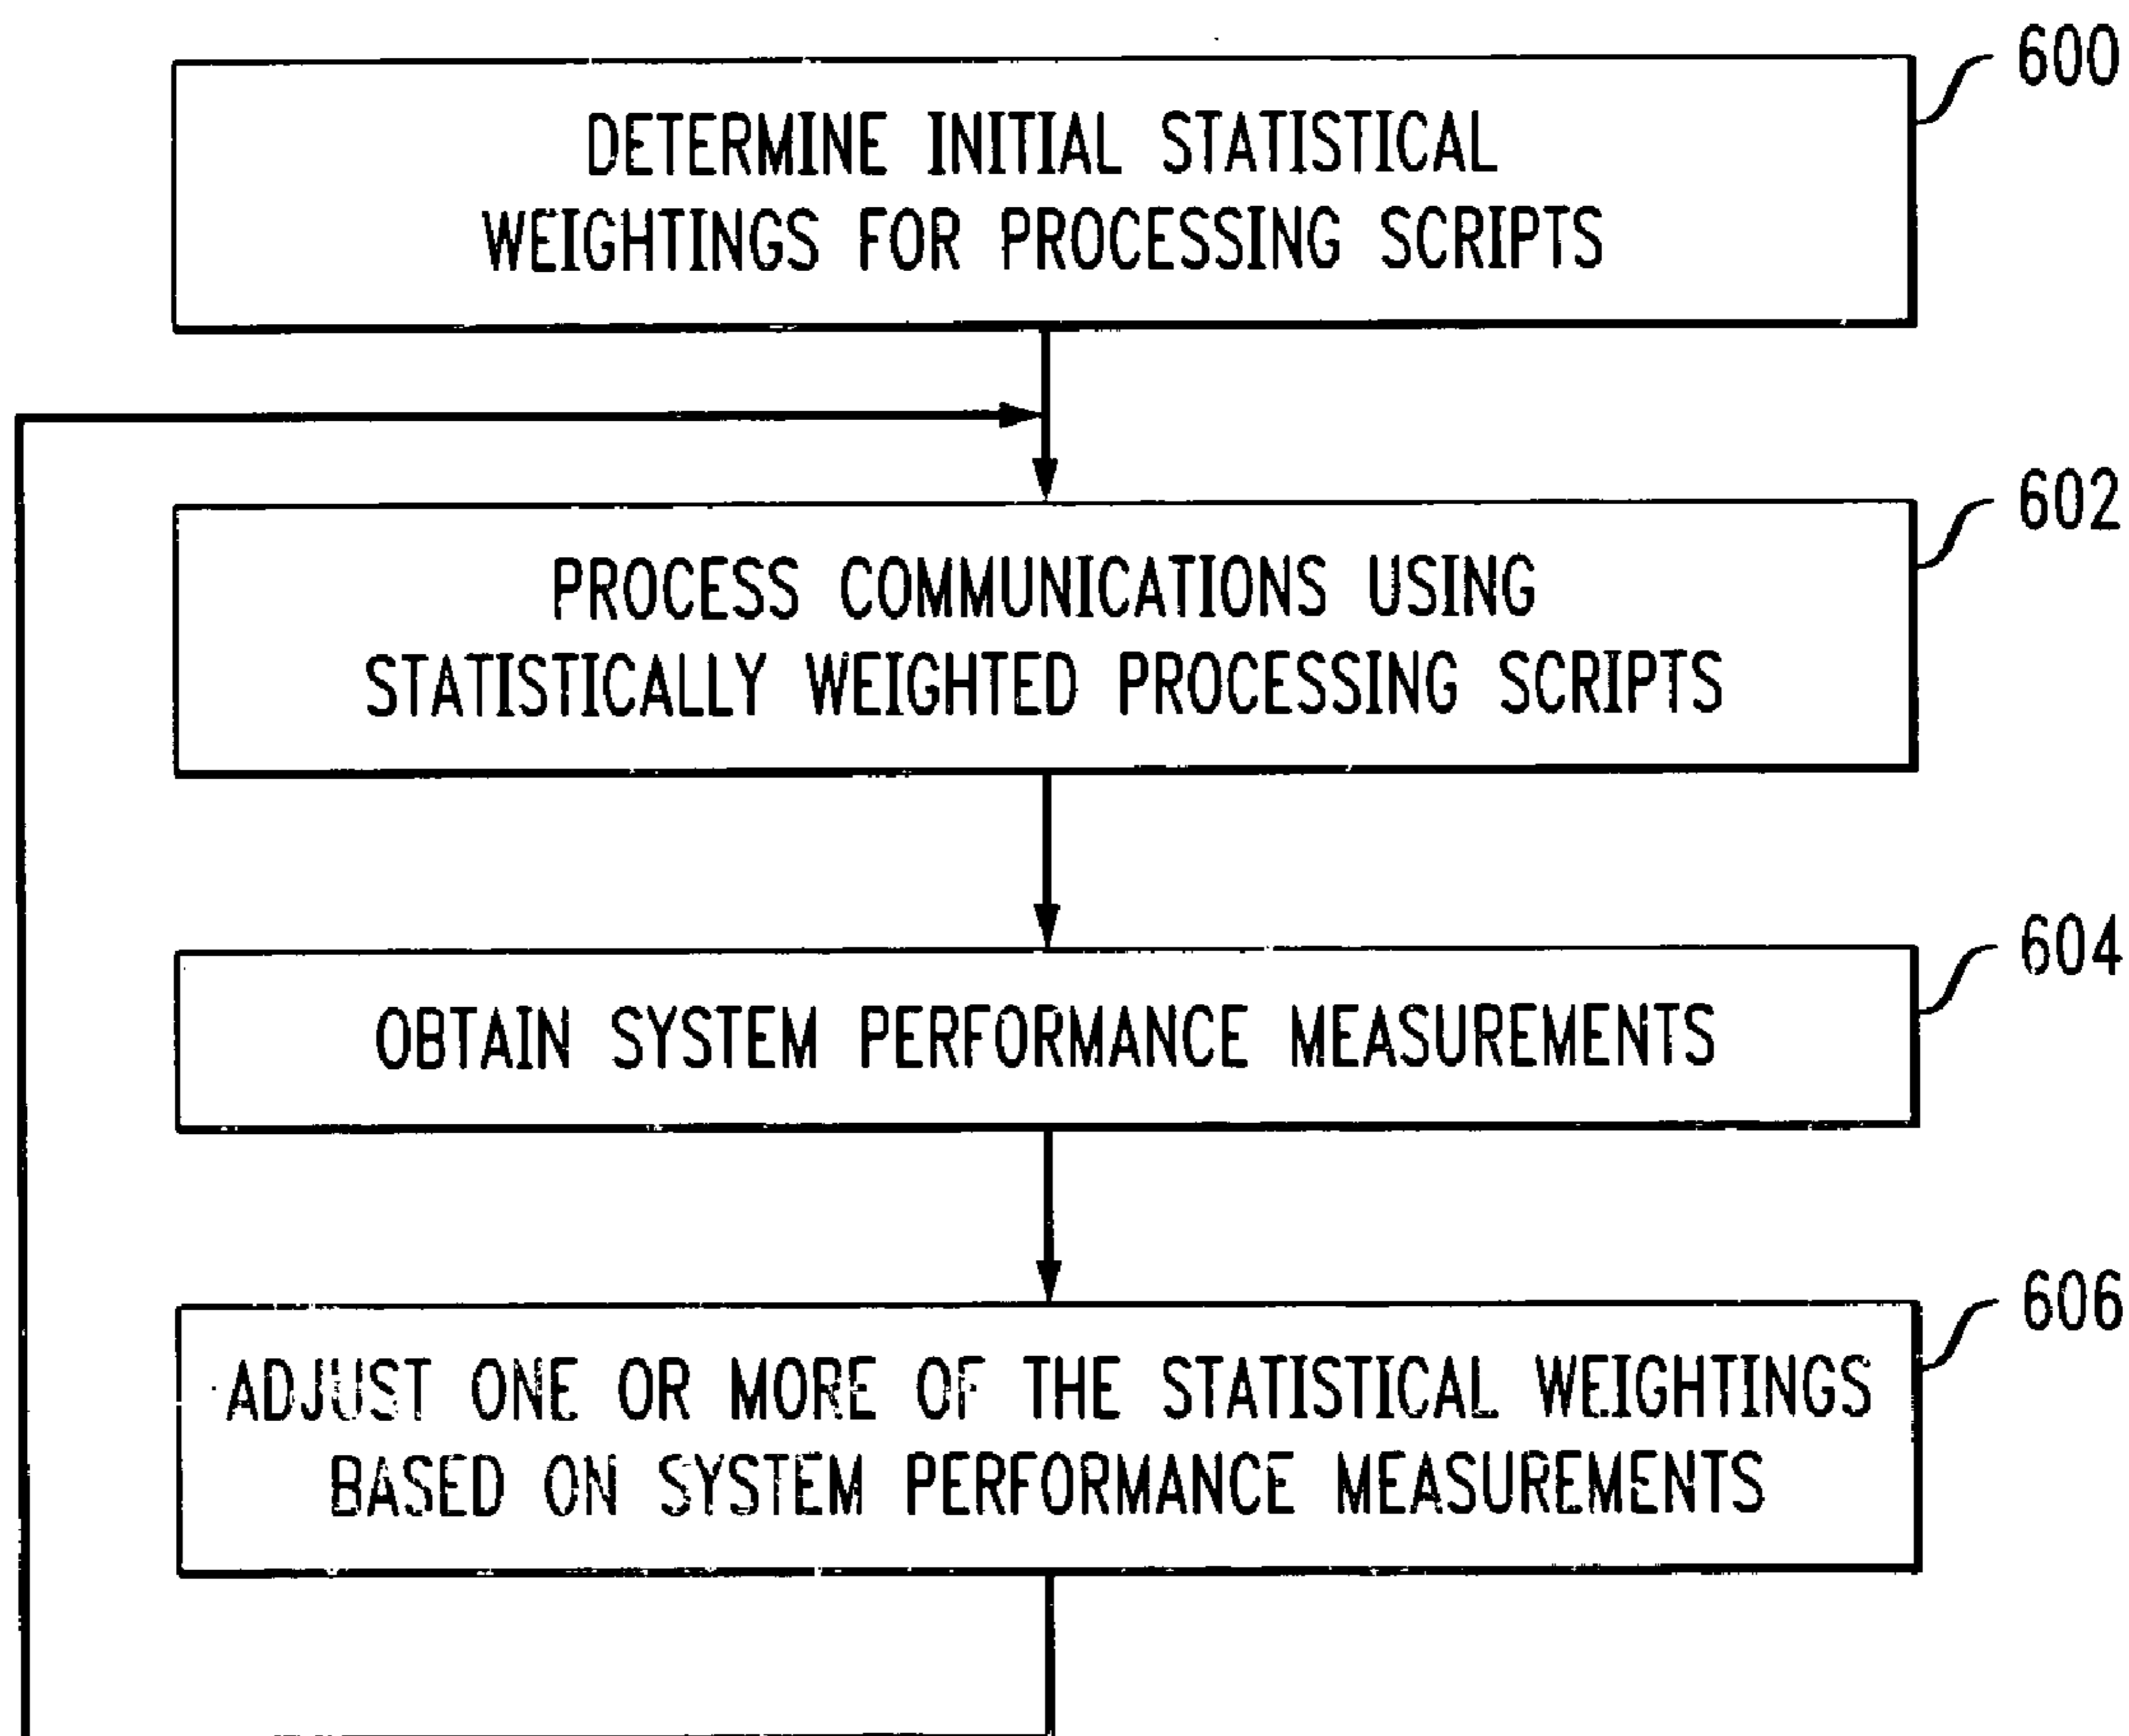 600
DETERMINE INITIAL STATISTICAL
WEIGHTINGS FOR PROCESSING SCRIPTS
602
PROCESS COMMUNICATIONS USING
STATISTICALLY WEIGHTED PROCESSING SCRIPTS
604
OBTAIN SYSTEM PERFORMANCE MEASUREMENTS
606
ADJUST ONE OR MORE OF THE STATISTICAL WEIGHTINGS
BASED ON SYSTEM PERFORMANCE MEASUREMENTS